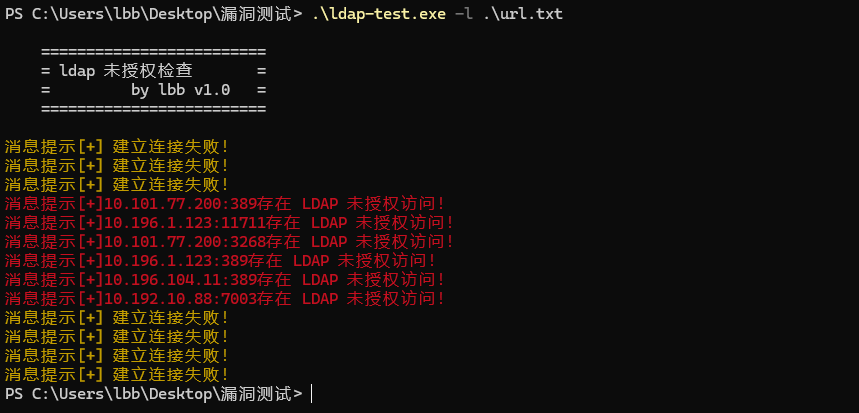 PS C:\Users\lbb\Desktop\漏洞测试> .\ldap-test.exe -l .\url.txt
=========================
= ldap 未授权检查 =
= by lbb v1.0 =
=========================
消息提示[+] 建立连接失败!
消息提示[+] 建立连接失败!
消息提示[+] 建立连接失败!
消息提示[+]10.101.77.200:389存在 LDAP 未授权访问!
消息提示[+]10.196.1.123:11711存在 LDAP 未授权访问!
消息提示[+]10.101.77.200:3268存在 LDAP 未授权访问!
消息提示[+]10.196.1.123:389存在 LDAP 未授权访问!
消息提示[+]10.196.104.11:389存在 LDAP 未授权访问!
消息提示[+]10.192.10.88:7003存在 LDAP 未授权访问!
消息提示[+] 建立连接失败!
消息提示[+] 建立连接失败!
消息提示[+] 建立连接失败!
消息提示[+] 建立连接失败!
PS C:\Users\lbb\Desktop\漏洞测试>